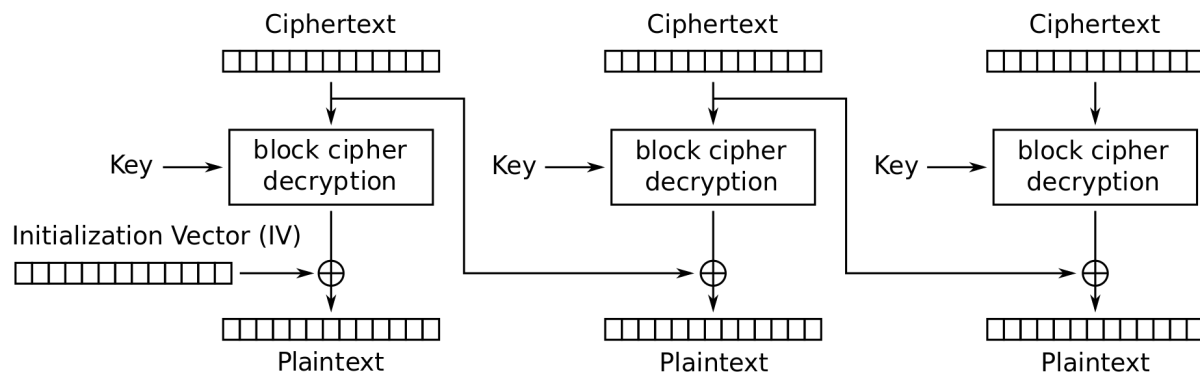 Ciphertext
Ciphertext
Ciphertext
Key
block cipher
decryption
Key
block cipher
decryption
Key
block cipher
decryption
Initialization Vector (IV)
Plaintext
Plaintext
Plaintext